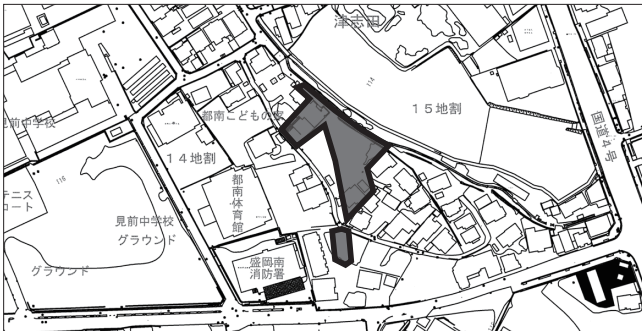 津志田
見前中学校
都南こどもの家
114
15地割
国道4号
14地割
都南体育館
116
テニス
コート
見前中学校
グラウンド
グラウンド
盛岡南
消防署